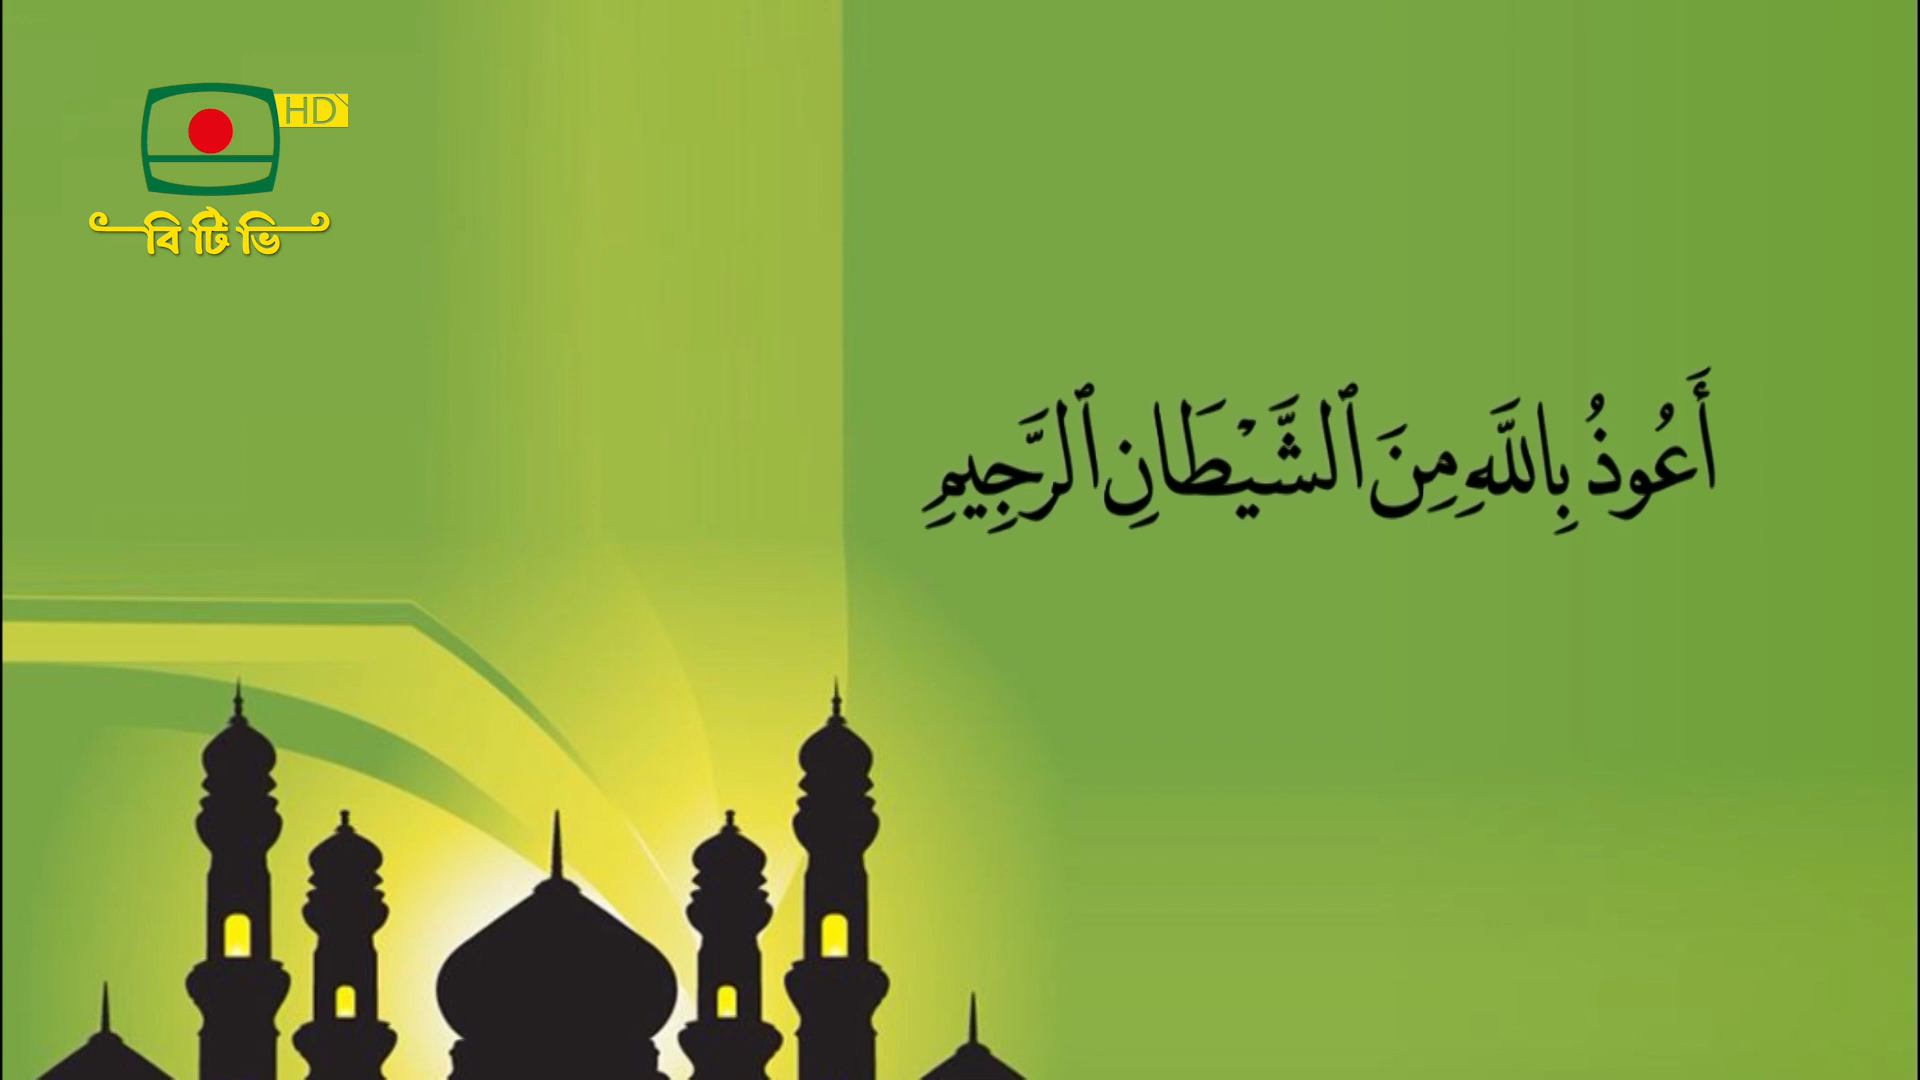 HD
বিটিভি
أَعُوذُ بِاللَّهِ مِنَ ٱلشَّيْطَانِ ٱلرَّجِيمِ